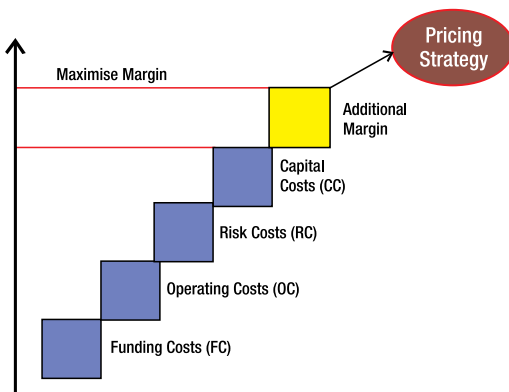 Pricing
Strategy
Maximise Margin
Additional
Margin
Capital
Costs (CC)
Risk Costs (RC)
Operating Costs (OC)
Funding Costs (FC)